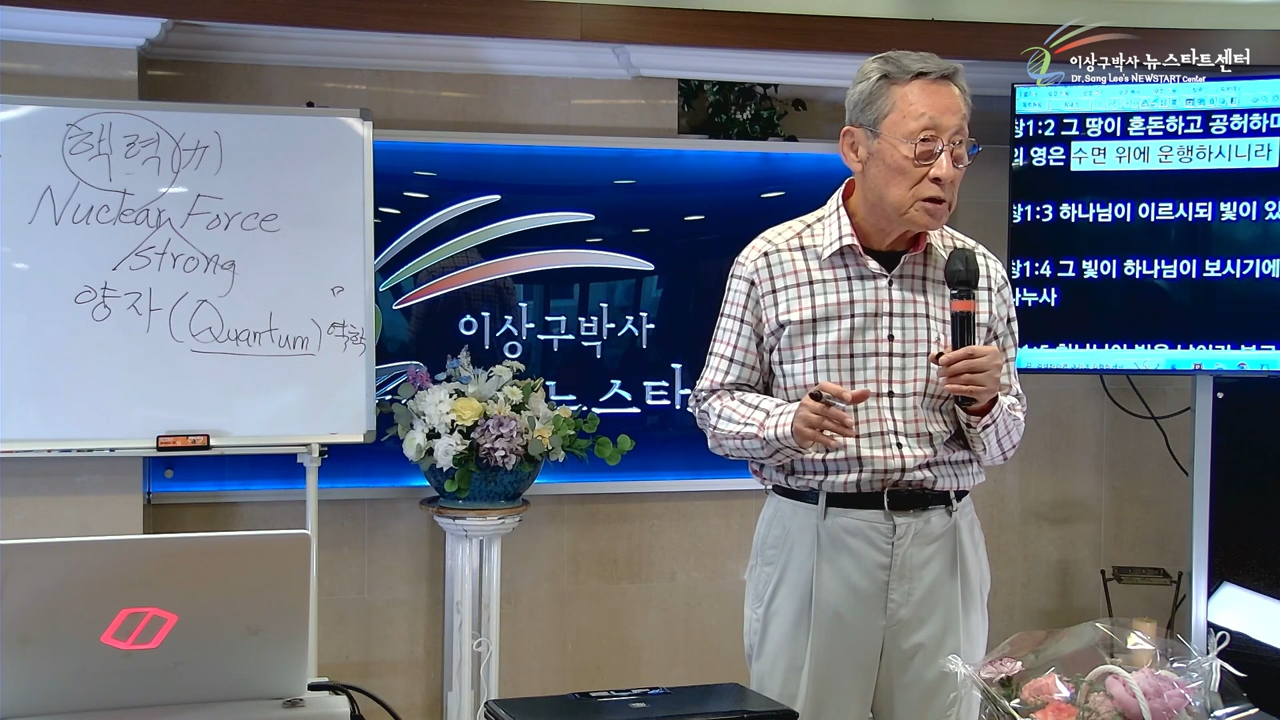 핵력(力)
Nuclear Force
strong
양자 (Quantum) 역학
이상구박사
뉴스타
이상구박사 뉴스타트센터
Dr. Sang Lee's NEWSTART Center
창1:2 그 땅이 혼돈하고 공허하며
의 영은 수면 위에 운행하시니라
창1:3 하나님이 이르시되 빛이 있
창1:4 그 빛이 하나님이 보시기에
나누사